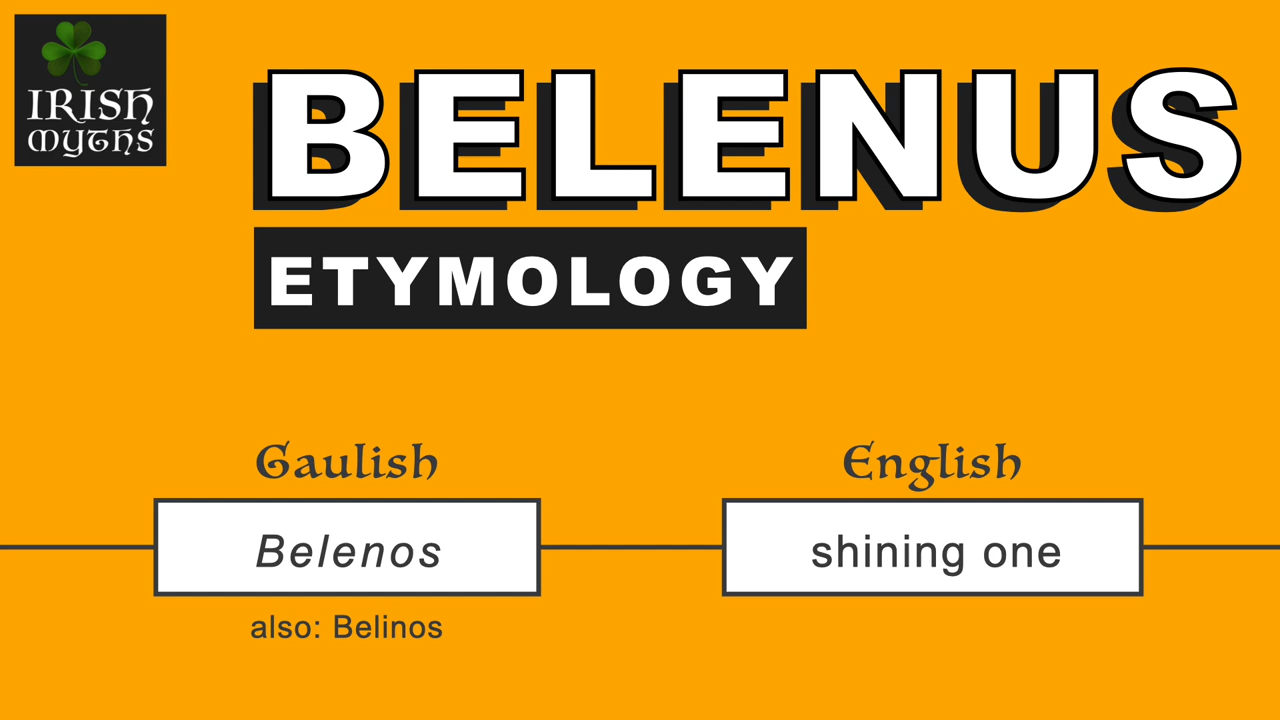 IRISH
MYTHS
BELENUS
ETYMOLOGY
Gaulish
English
Belenos
shining one
also: Belinos